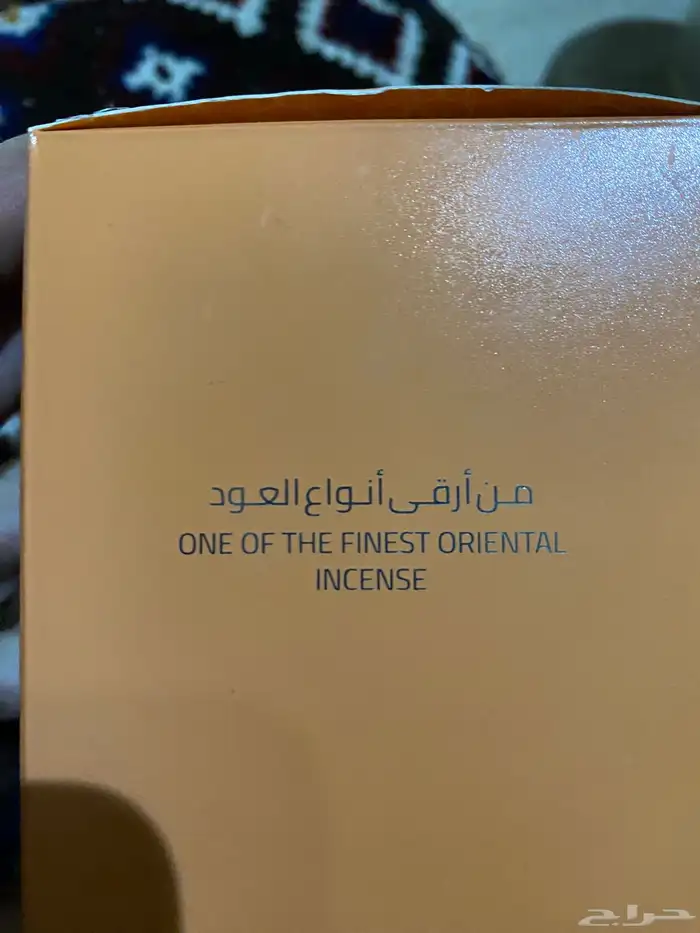 من أرقى أنواع العود
ONE OF THE FINEST ORIENTAL
INCENSE
حراج